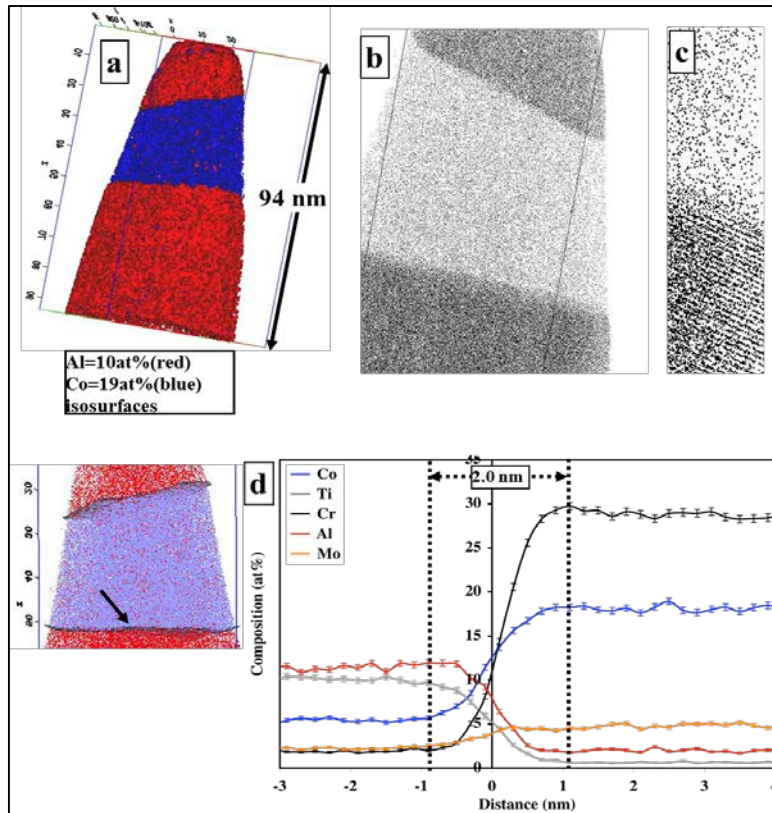 a
94 nm
Al=10at%(red)
Co=19at%(blue)
isosurfaces
b
c
d
Co
Ti
Cr
Al
Mo
2.0 nm
Composition (at%)
35
30
25
20
15
10
5
0
-3 -2 -1 0 1 2 3 4
Distance (nm)